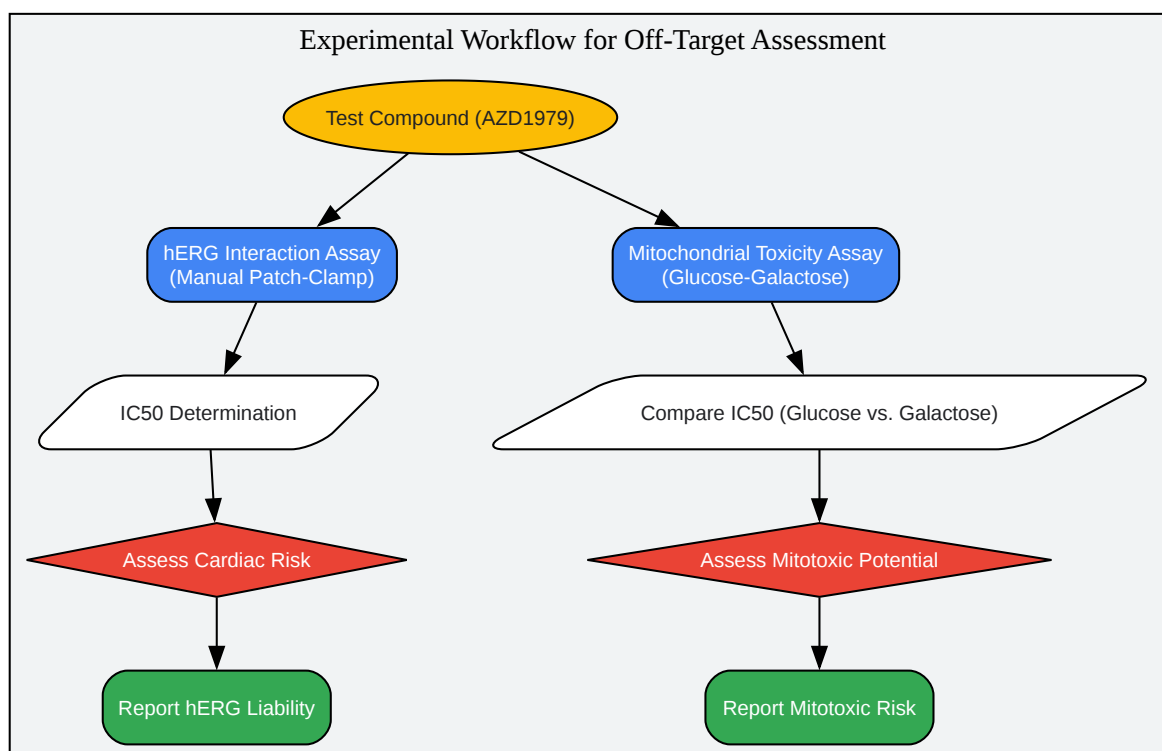 Experimental Workflow for Off-Target Assessment
Test Compound (AZD1979)
hERG Interaction Assay
(Manual Patch-Clamp)
Mitochondrial Toxicity Assay
(Glucose-Galactose)
IC50 Determination
Compare IC50 (Glucose vs. Galactose)
Assess Cardiac Risk
Assess Mitotoxic Potential
Report hERG Liability
Report Mitotoxic Risk